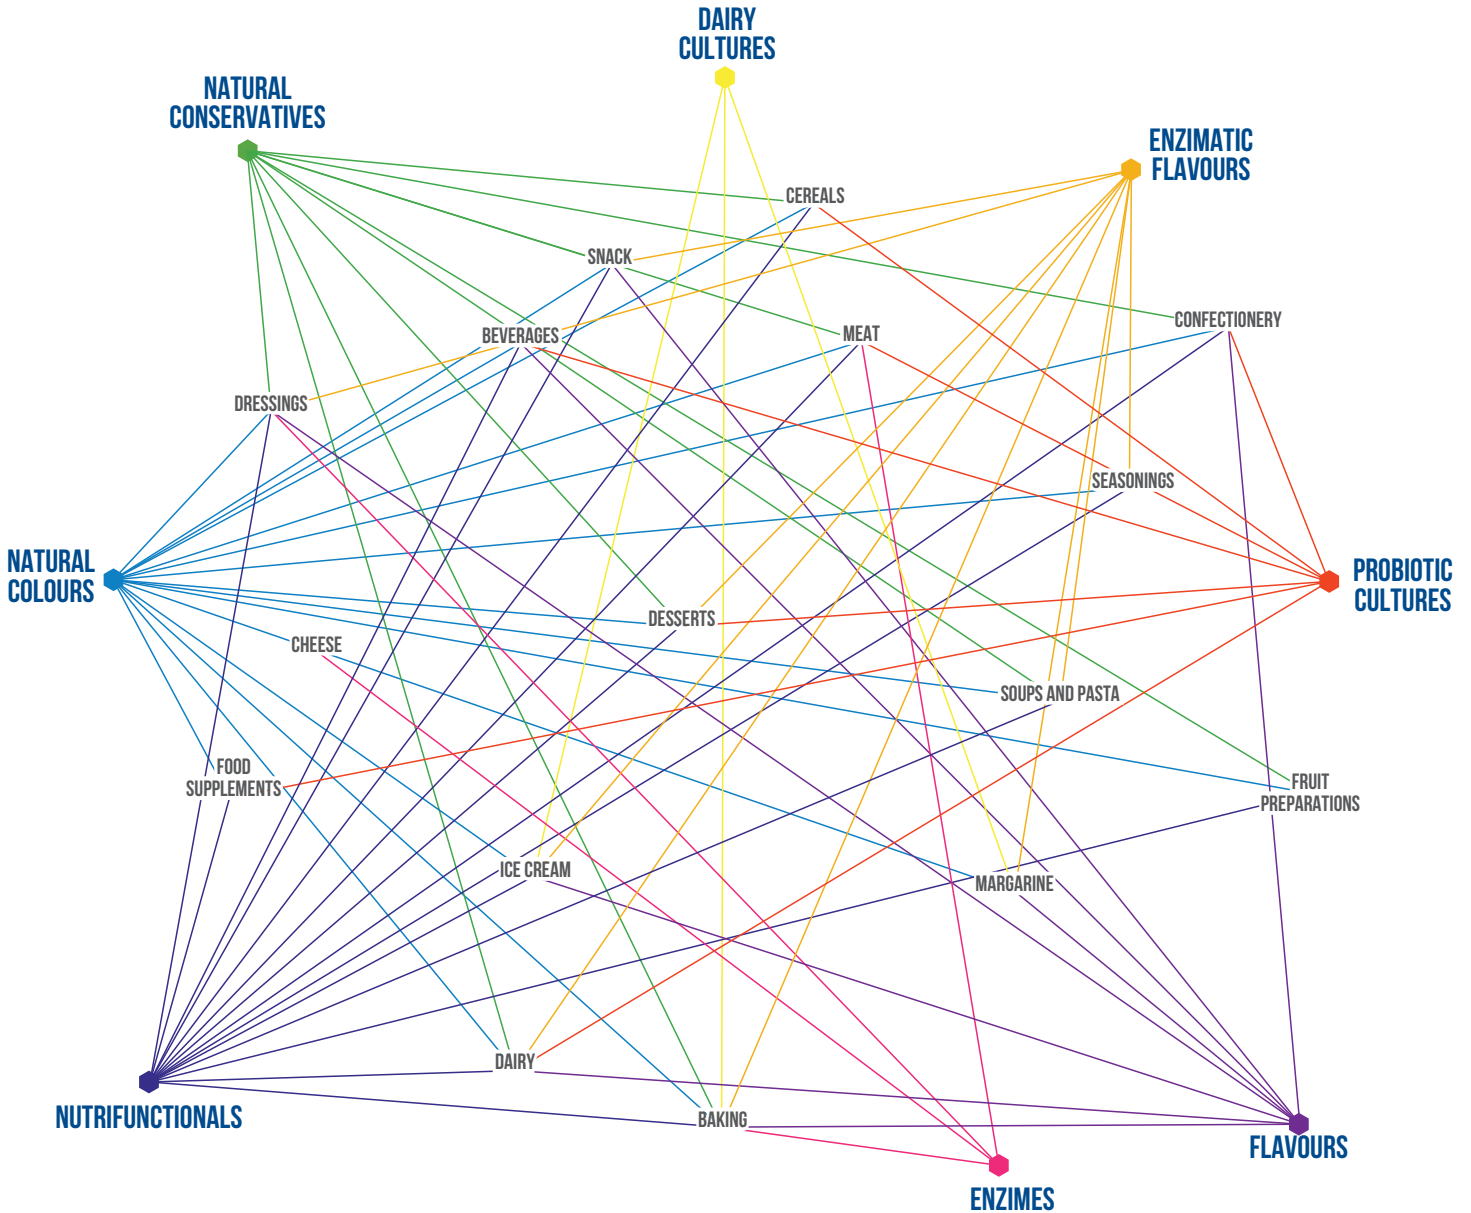 DAIRY
CULTURES
NATURAL
CONSERVATIVES
ENZIMATIC
FLAVOURS
CEREALS
SNACK
CONFECTIONERY
BEVERAGES
MEAT
DRESSINGS
SEASONINGS
NATURAL
COLOURS
PROBIOTIC
CULTURES
DESSERTS
CHEESE
SOUPS AND PASTA
FOOD
SUPPLEMENTS
FRUIT
PREPARATIONS
ICE CREAM
MARGARINE
DAIRY
NUTRIFUNCTIONALS
BAKING
FLAVOURS
ENZIMES